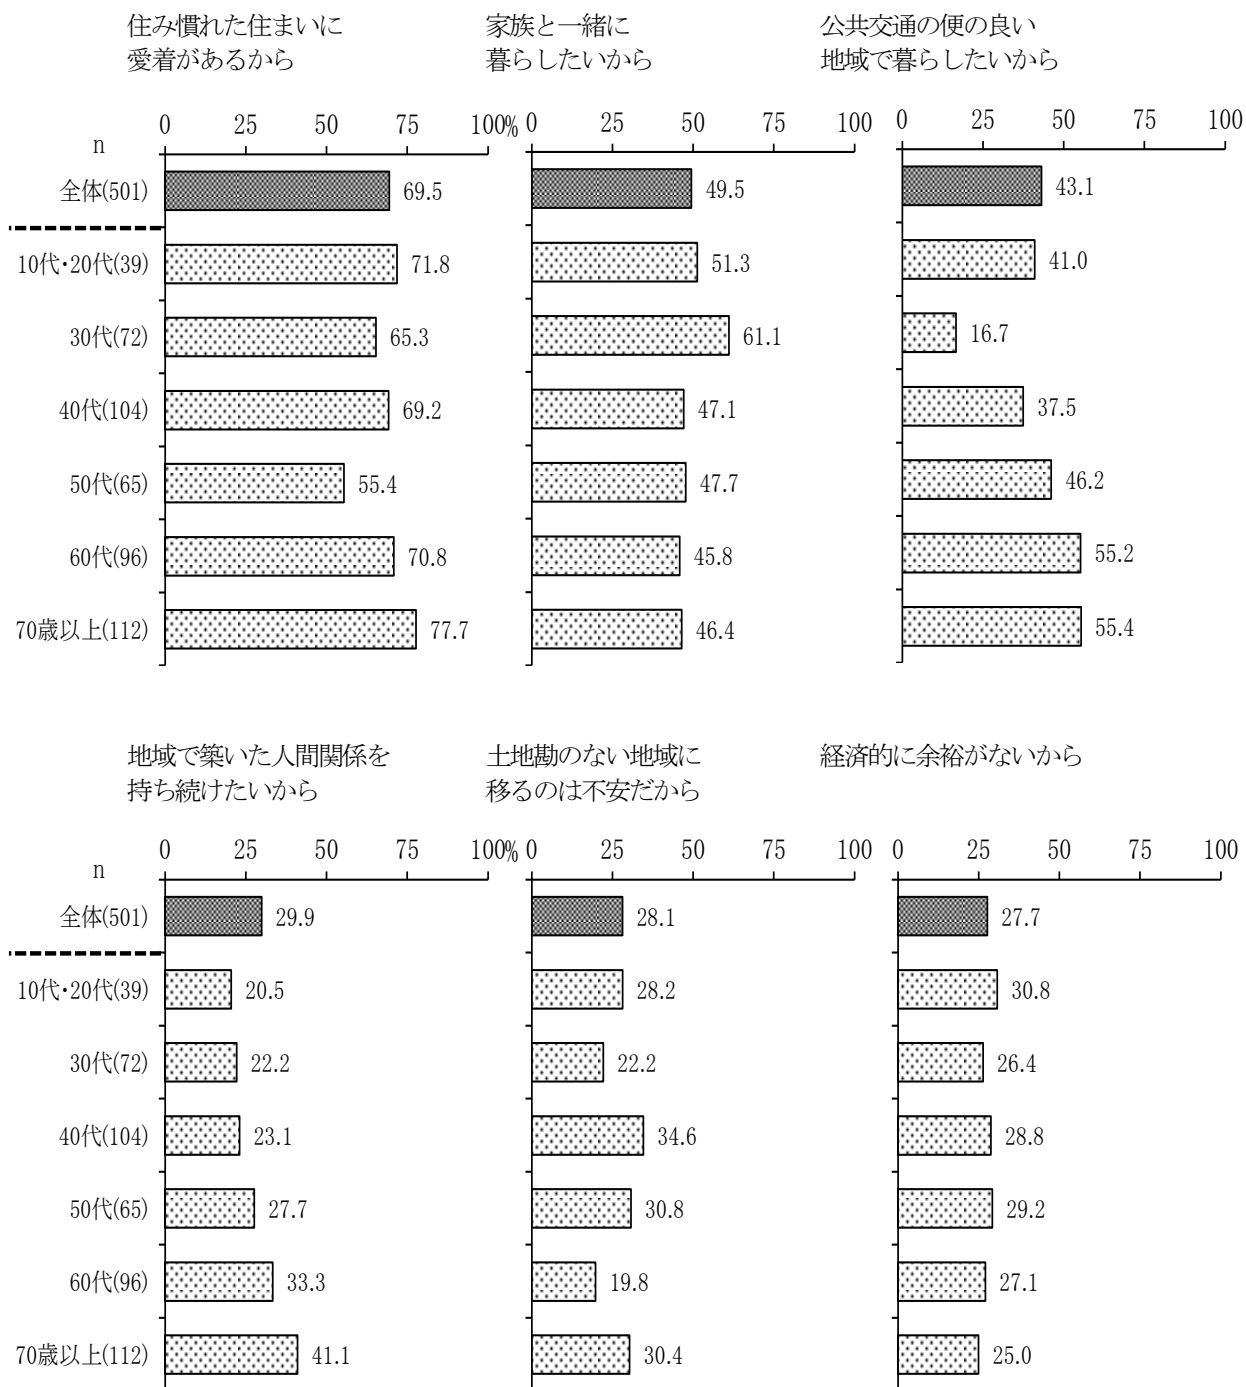 住み慣れた住まいに
愛着があるから
家族と一緒に
暮らしたいから
公共交通の便の良い
地域で暮らしたいから
0 25 50 75 100% 0 25 50 75 100 0 25 50 75 100
n
全体(501) 69.5 49.5 43.1
10代・20代(39) 71.8 51.3 41.0
30代(72) 65.3 61.1 16.7
40代(104) 69.2 47.1 37.5
50代(65) 55.4 47.7 46.2
60代(96) 70.8 45.8 55.2
70歳以上(112) 77.7 46.4 55.4
地域で築いた人間関係を
持ち続けたいから
土地勘のない地域に
移るのは不安だから
経済的に余裕がないから
0 25 50 75 100% 0 25 50 75 100 0 25 50 75 100
n
全体(501) 29.9 28.1 27.7
10代・20代(39) 20.5 28.2 30.8
30代(72) 22.2 22.2 26.4
40代(104) 23.1 34.6 28.8
50代(65) 27.7 30.8 29.2
60代(96) 33.3 19.8 27.1
70歳以上(112) 41.1 30.4 25.0